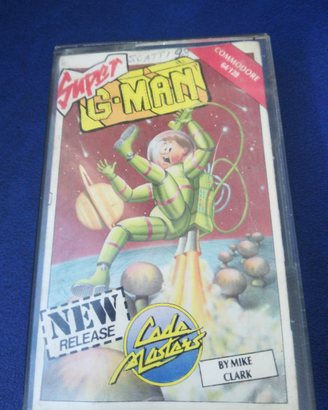 Super
G-MAN
COMMODORE
64/128
NEW
RELEASE
Code
Masters
BY MIKE
CLARK